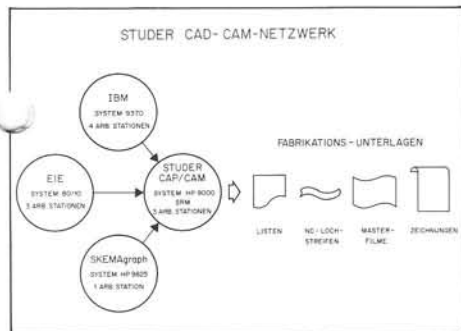 STUDER CAD-CAM-NETZWERK
IBM
SYSTEM 9370
4 ARB. STATIONEN
EIE
SYSTEM 80/10
3 ARB. STATIONEN
SKEMAgraph
SYSTEM HP 9825
1 ARB. STATION
STUDER
CAP/CAM
SYSTEM HP 9000
SRM
5 ARB. STATIONEN
FABRIKATIONS-UNTERLAGEN
LISTEN
NC-LOCH-
STREIFEN
MASTER-
FILME
ZEICHNUNGEN